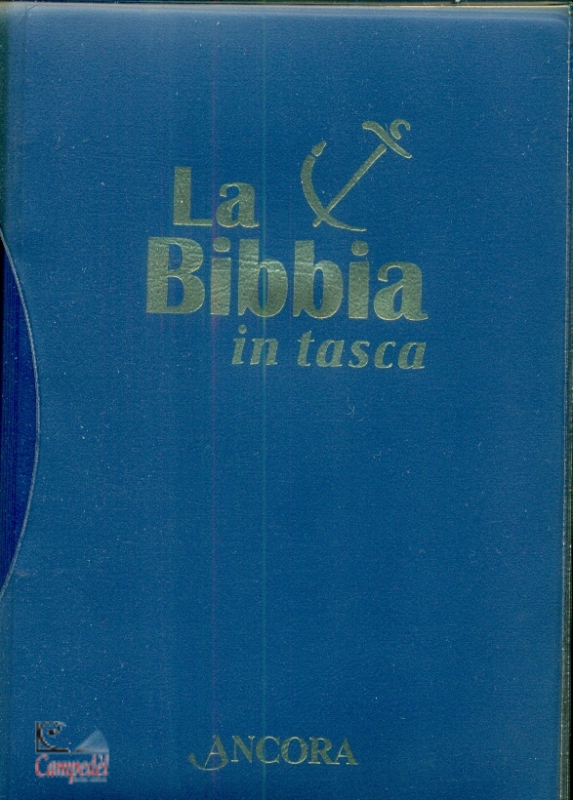 La
Bibbia
in tasca
ANCORA
Campedel